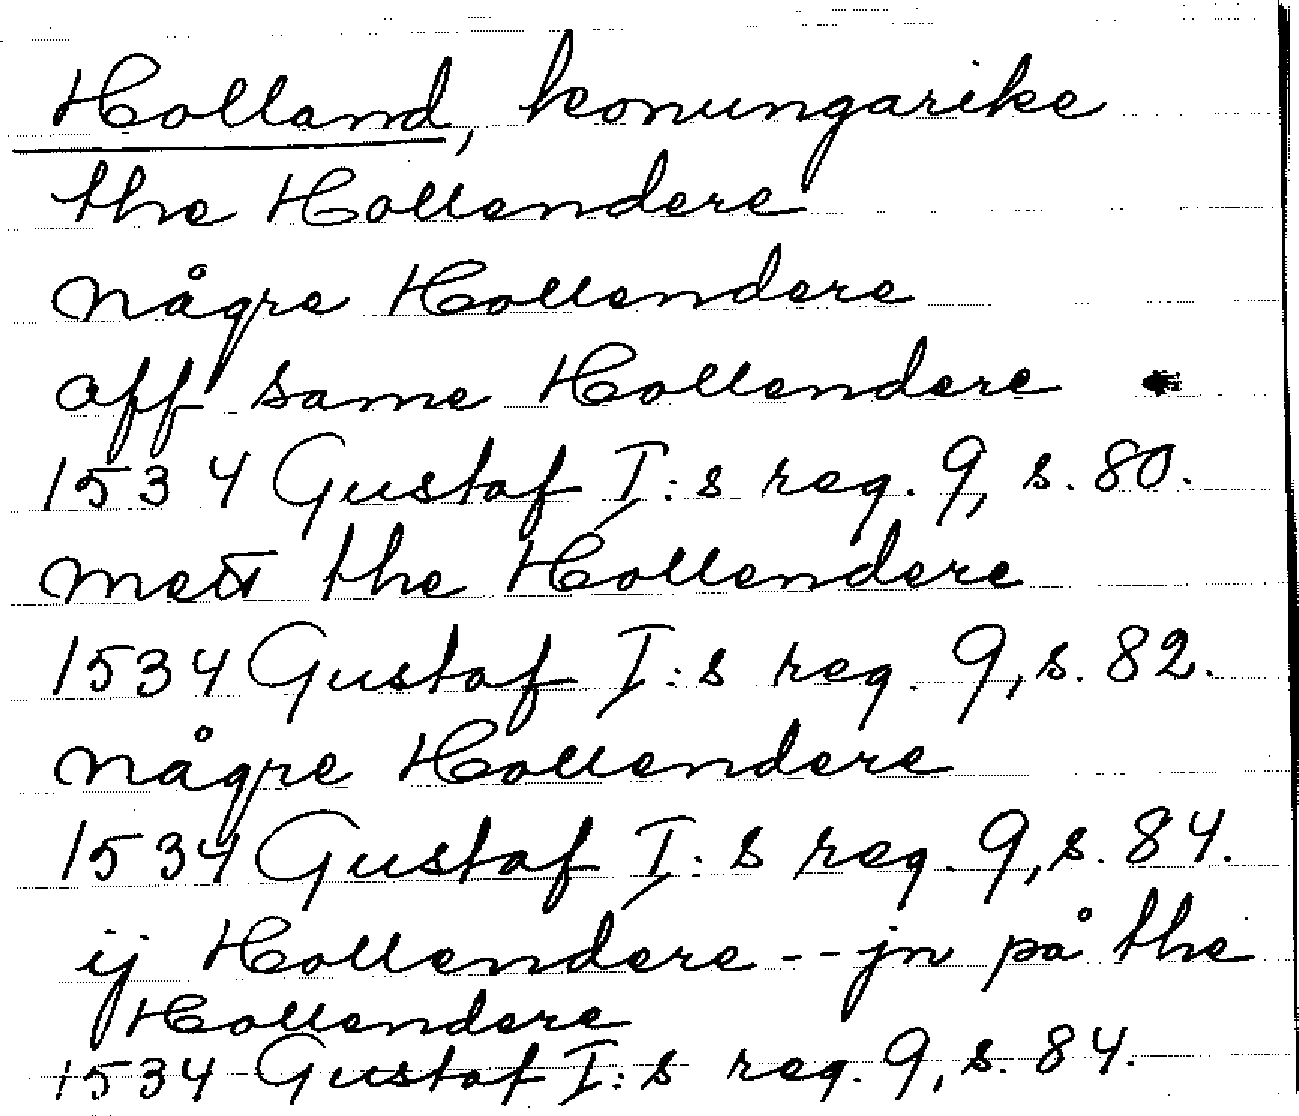 Holland, konungarike
the Hollendere
någre Hollendere
aff same Hollendere
1534 Gustaf I:s reg. 9, s. 80.
mett the Hollendere
1534 Gustaf I:s reg. 9, s. 82.
någre Hollendere
1534 Gustaf I:s reg. 9, s. 84.
ij Hollendere -- jn på the
Hollendere
1534 Gustaf I:s reg. 9, s. 84.